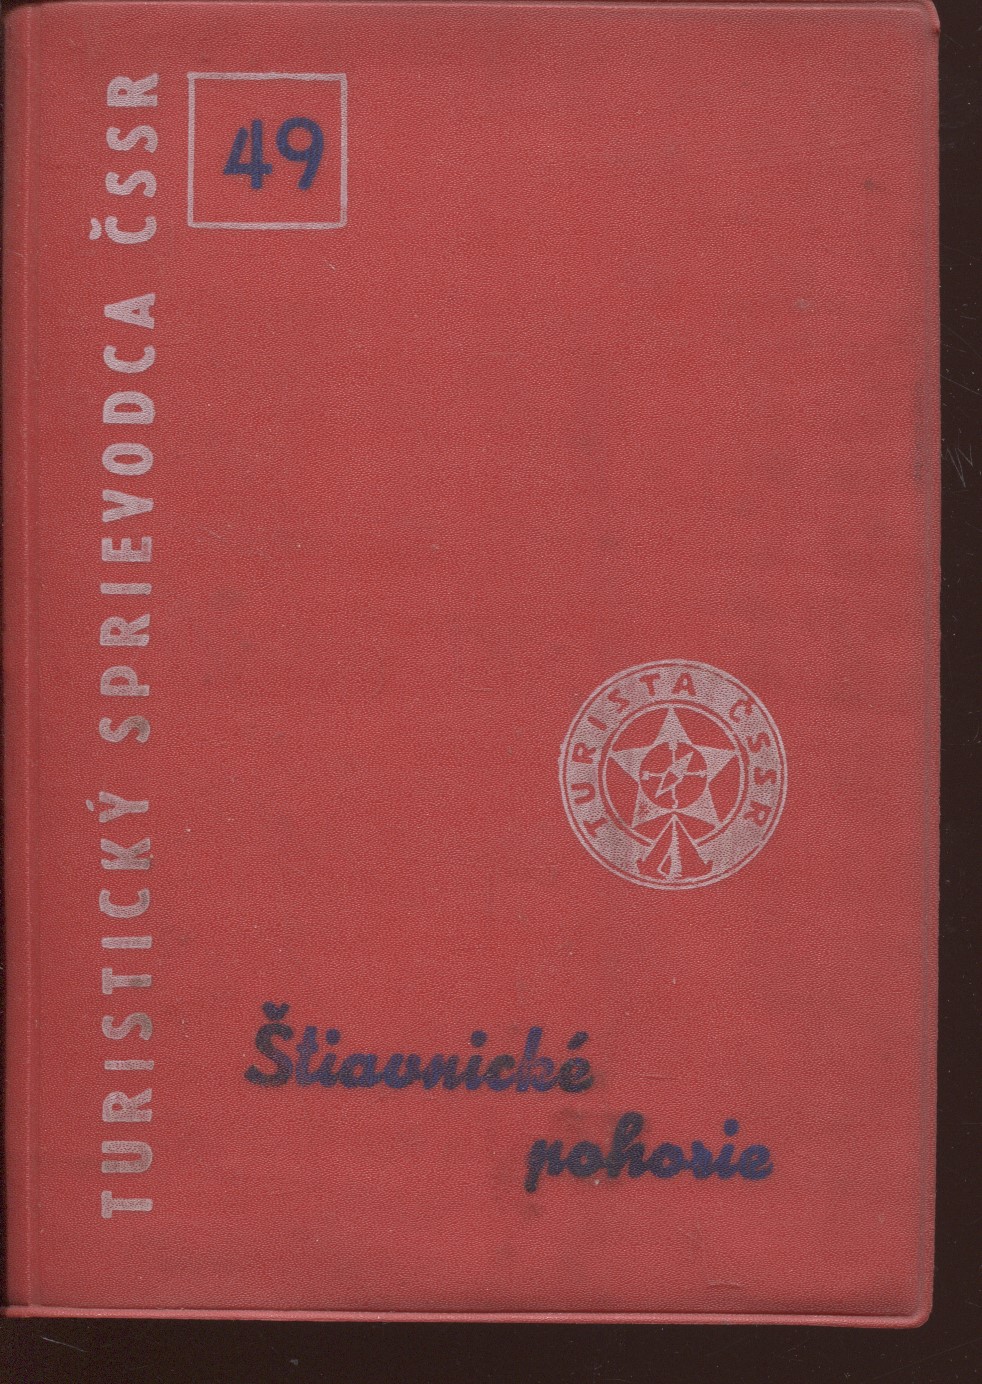 TURISTICKÝ SPRIEVODCA ČSSR
49
TURISTA ČSSR
Štiavnické
pohorie